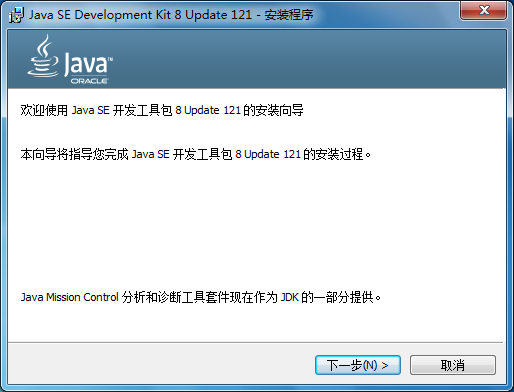 Java SE Development Kit 8 Update 121 - 安装程序
Java™
ORACLE
欢迎使用 Java SE 开发工具包 8 Update 121 的安装向导
本向导将指导您完成 Java SE 开发工具包 8 Update 121 的安装过程。
Java Mission Control 分析和诊断工具套件现在作为 JDK 的一部分提供。
下一步(N) > 取消